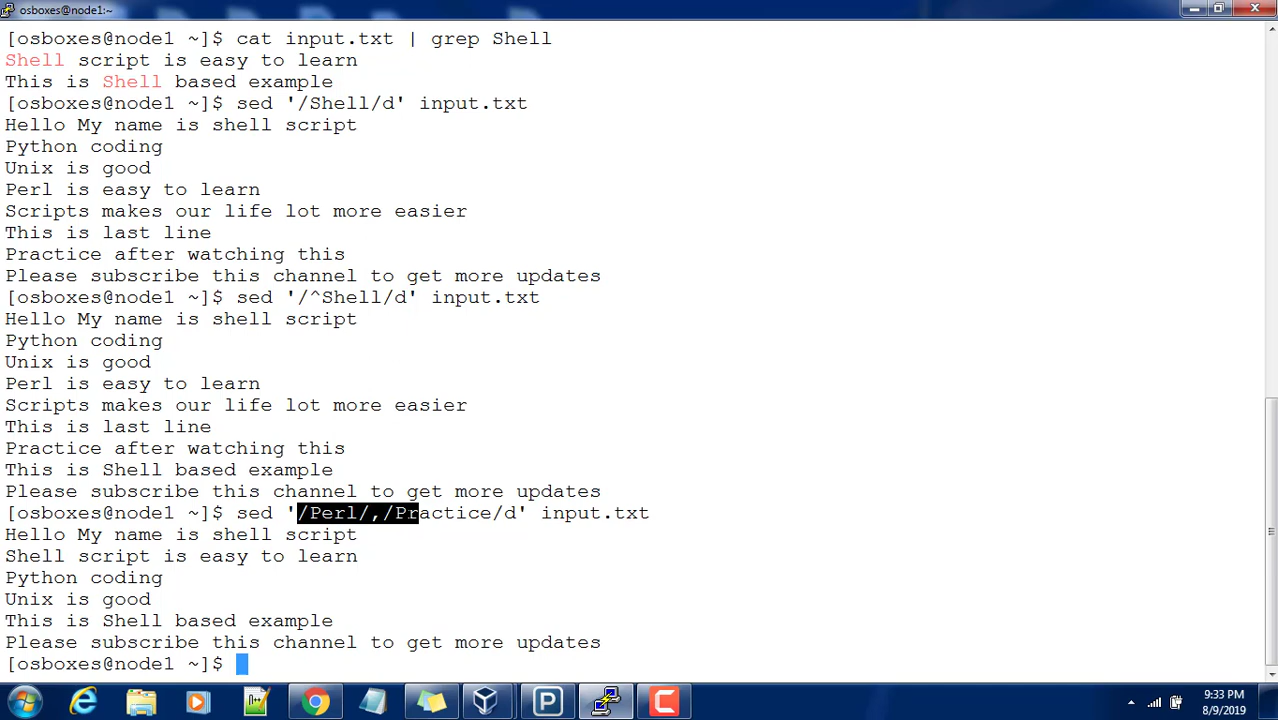 osboxes@node1:~
[osboxes@node1 ~]$ cat input.txt | grep Shell
Shell script is easy to learn
This is Shell based example
[osboxes@node1 ~]$ sed '/Shell/d' input.txt
Hello My name is shell script
Python coding
Unix is good
Perl is easy to learn
Scripts makes our life lot more easier
This is last line
Practice after watching this
Please subscribe this channel to get more updates
[osboxes@node1 ~]$ sed '/^Shell/d' input.txt
Hello My name is shell script
Python coding
Unix is good
Perl is easy to learn
Scripts makes our life lot more easier
This is last line
Practice after watching this
This is Shell based example
Please subscribe this channel to get more updates
[osboxes@node1 ~]$ sed '/Perl/,/Practice/d' input.txt
Hello My name is shell script
Shell script is easy to learn
Python coding
Unix is good
This is Shell based example
Please subscribe this channel to get more updates
[osboxes@node1 ~]$
9:33 PM
8/9/2019